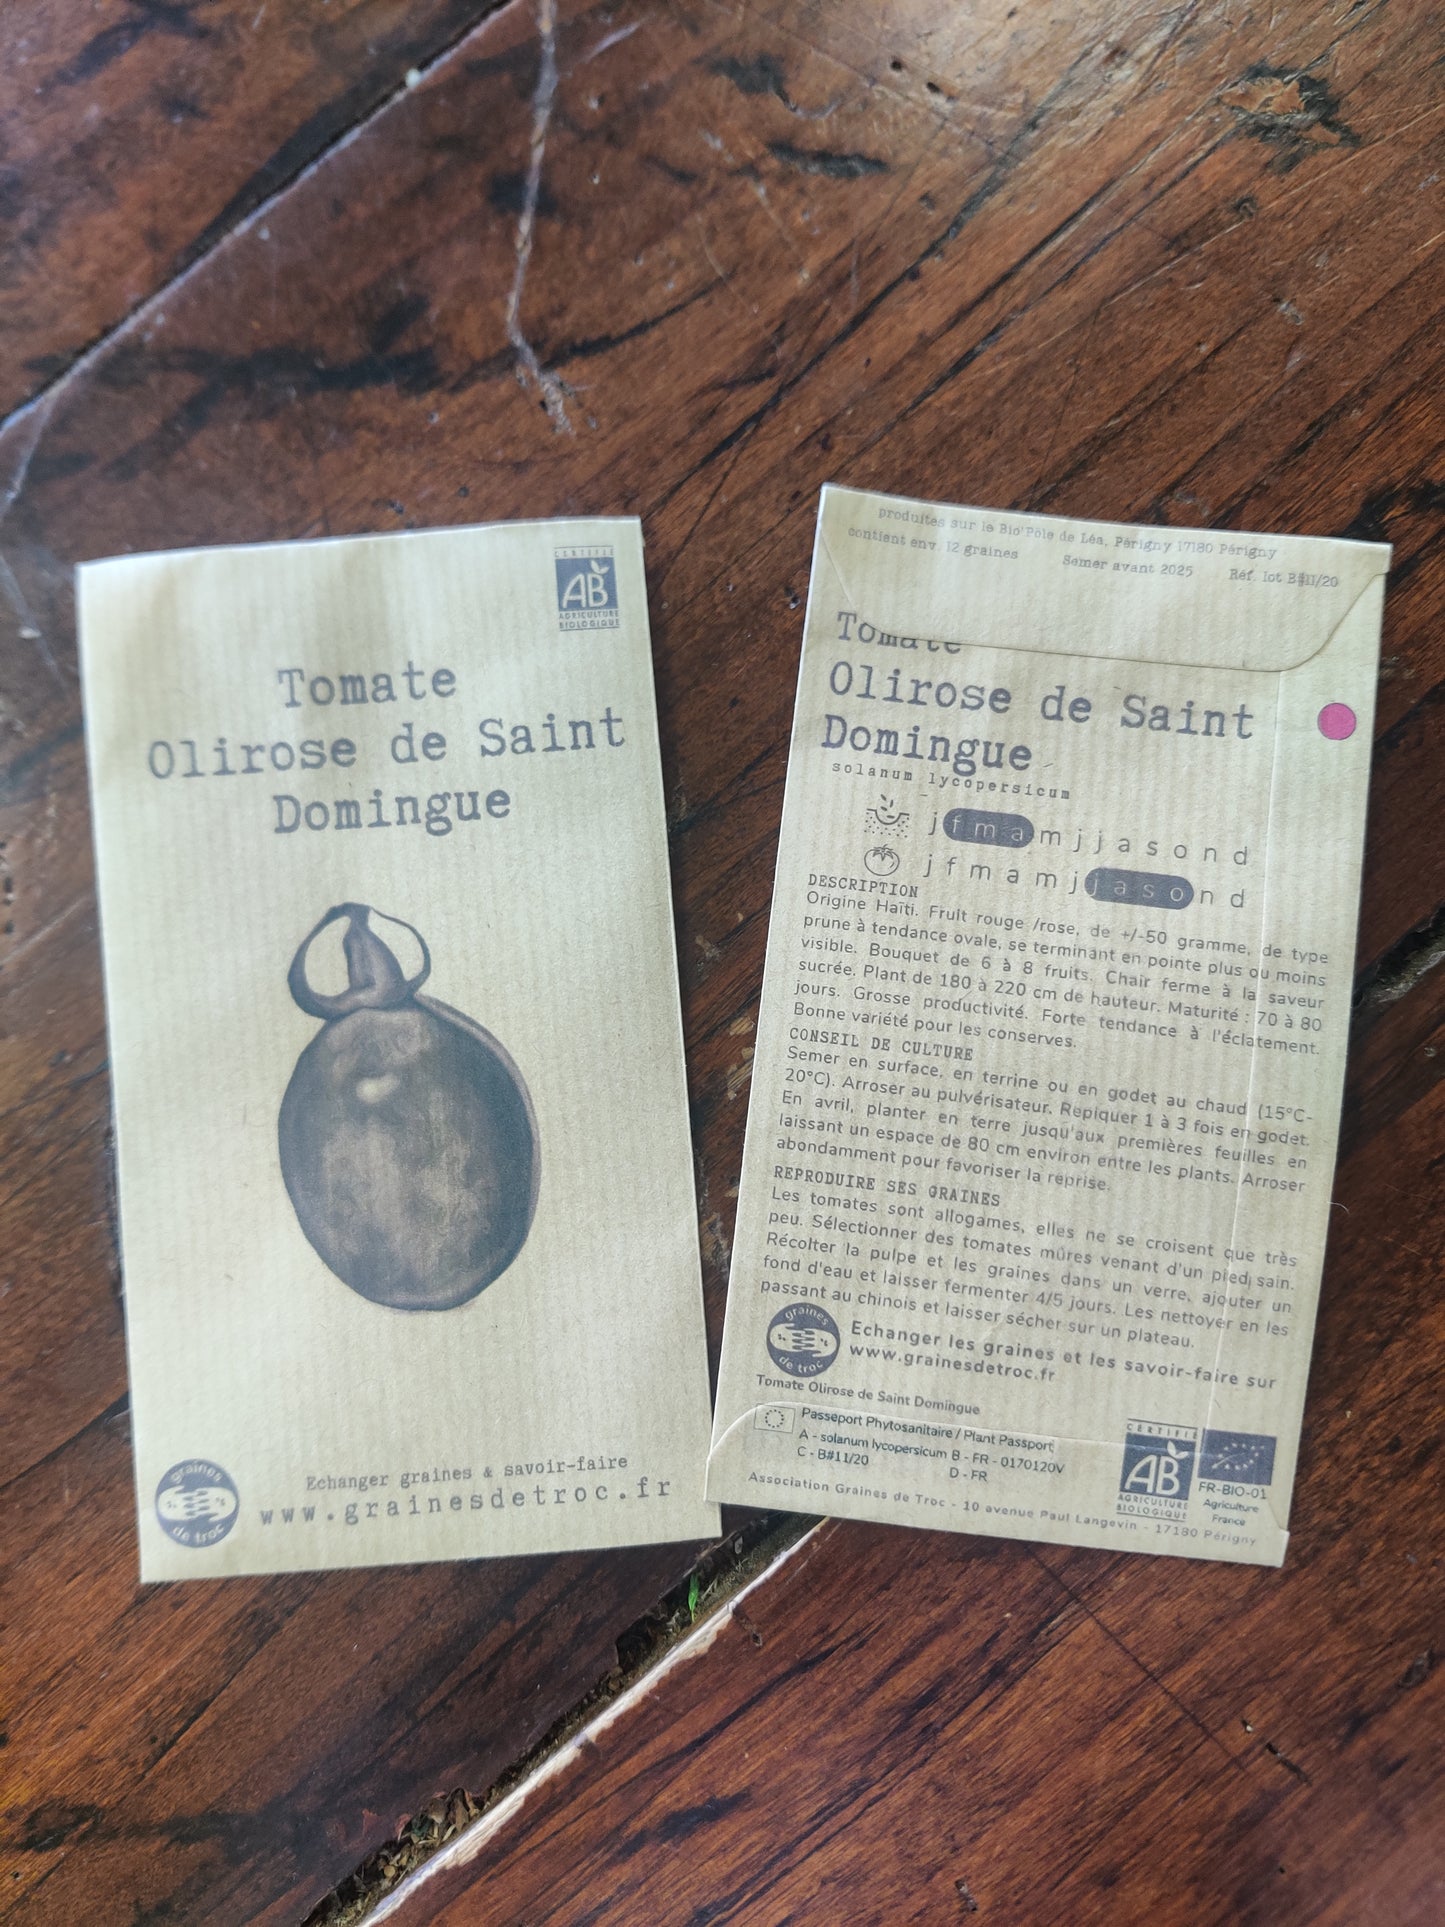 CERTIFIÉ
AB
AGRICULTURE
BIOLOGIQUE
Tomate
Olirose de Saint
Domingue
graines
de troc
Echanger graines & savoir-faire
www.grainesdetroc.fr
produites sur le Bio'Pôle de Léa, Périgny 17180 Périgny
contient env. 12 graines Semer avant 2025 Réf. lot B#11/20
Tomate
Olirose de Saint
Domingue
solanum lycopersicum
j f m a m j j a s o n d
j f m a m j j a s o n d
DESCRIPTION
Origine Haïti. Fruit rouge /rose, de +/-50 gramme, de type
prune à tendance ovale, se terminant en pointe plus ou moins
visible. Bouquet de 6 à 8 fruits. Chair ferme à la saveur
sucrée. Plant de 180 à 220 cm de hauteur. Maturité : 70 à 80
jours. Grosse productivité. Forte tendance à l'éclatement.
Bonne variété pour les conserves.
CONSEIL DE CULTURE
Semer en surface, en terrine ou en godet au chaud (15°C-
20°C). Arroser au pulvérisateur. Repiquer 1 à 3 fois en godet.
En avril, planter en terre jusqu'aux premières feuilles en
laissant un espace de 80 cm environ entre les plants. Arroser
abondamment pour favoriser la reprise.
REPRODUIRE SES GRAINES
Les tomates sont allogames, elles ne se croisent que très
peu. Sélectionner des tomates mûres venant d'un pied sain.
Récolter la pulpe et les graines dans un verre, ajouter un
fond d'eau et laisser fermenter 4/5 jours. Les nettoyer en les
passant au chinois et laisser sécher sur un plateau.
graines
de troc
Echanger les graines et les savoir-faire sur
www.grainesdetroc.fr
Tomate Olirose de Saint Domingue
Passeport Phytosanitaire / Plant Passport
A - solanum lycopersicum B - FR - 0170120V
C - B#11/20 D - FR
CERTIFIÉ
AB
AGRICULTURE
BIOLOGIQUE
FR-BIO-01
Agriculture
France
Association Graines de Troc - 10 avenue Paul Langevin - 17180 Périgny